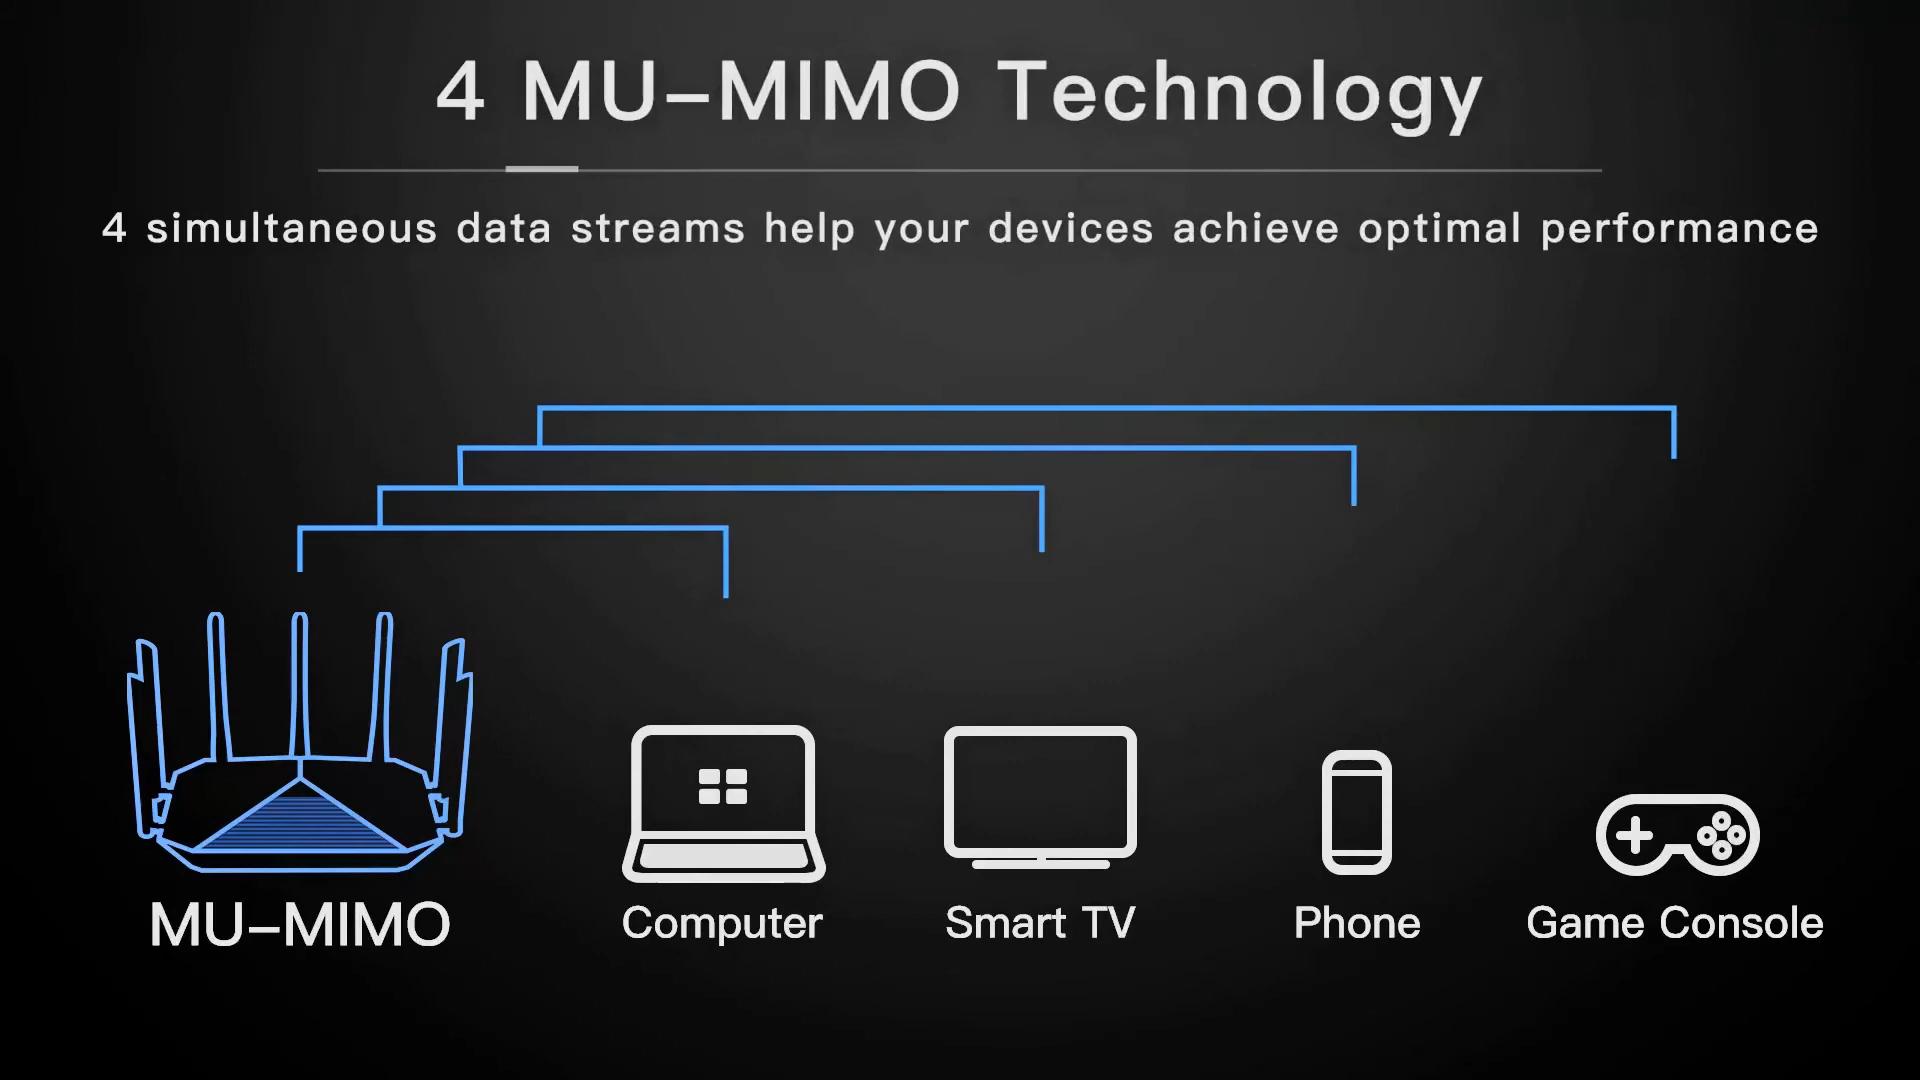 4 MU–MIMO Technology
4 simultaneous data streams help your devices achieve optimal performance
MU–MIMO
Computer
Smart TV
Phone
Game Console